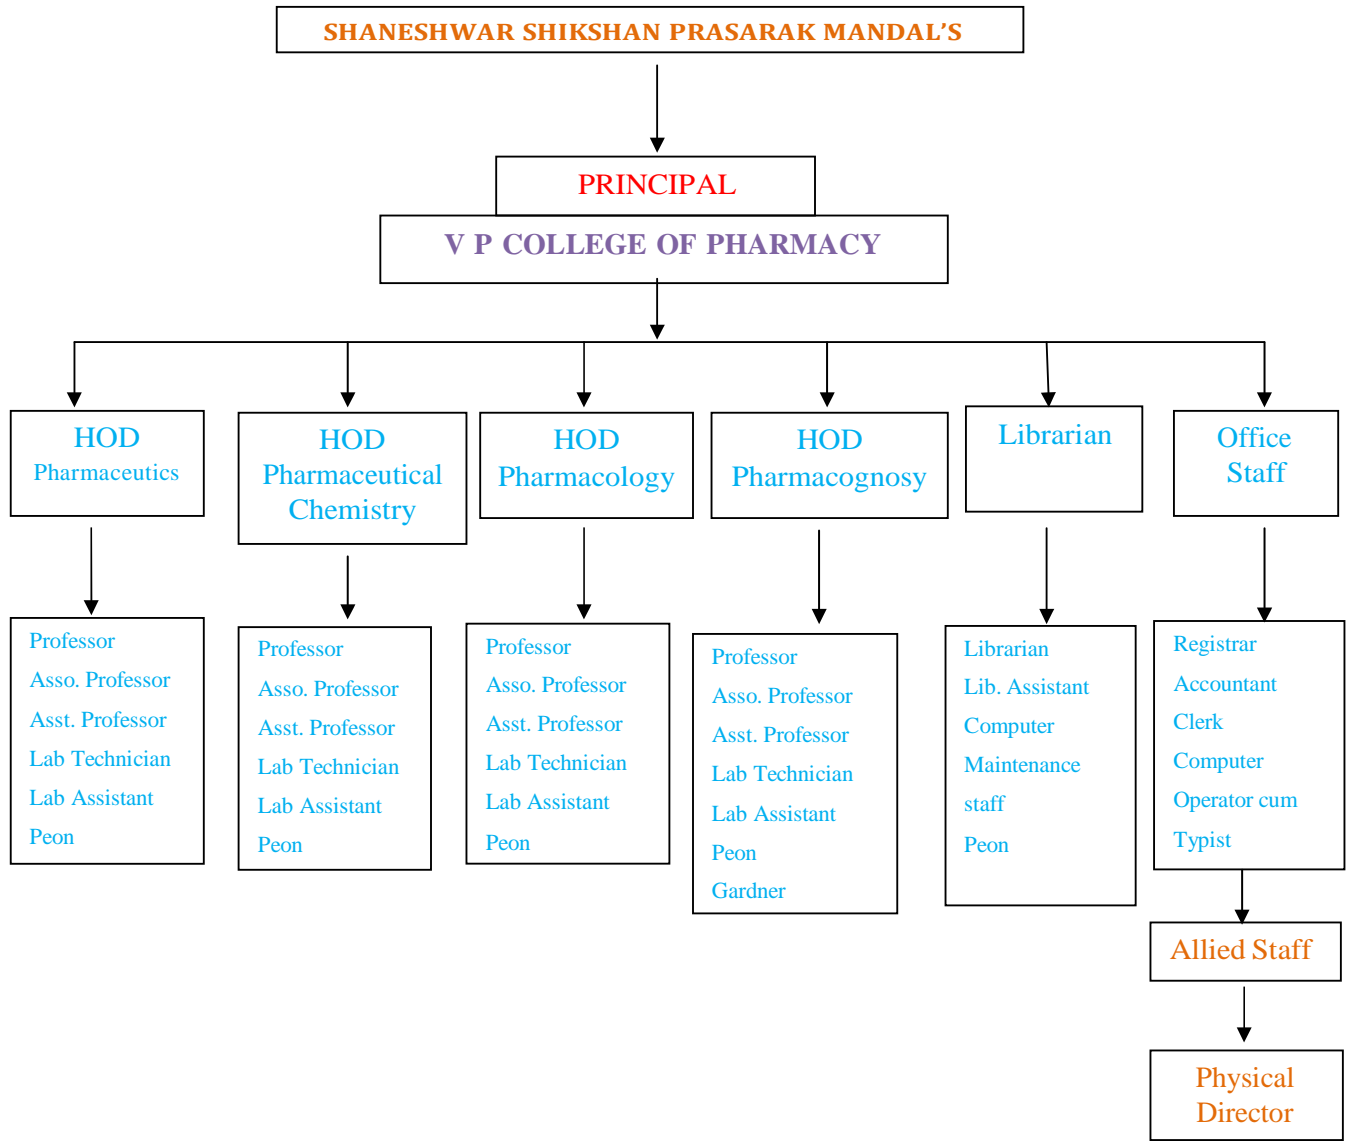 SHANESHWAR SHIKSHAN PRASARAK MANDAL’S
PRINCIPAL
V P COLLEGE OF PHARMACY
HOD
Pharmaceutics
HOD
Pharmaceutical
Chemistry
HOD
Pharmacology
HOD
Pharmacognosy
Librarian
Office
Staff
Professor
Asso. Professor
Asst. Professor
Lab Technician
Lab Assistant
Peon
Professor
Asso. Professor
Asst. Professor
Lab Technician
Lab Assistant
Peon
Professor
Asso. Professor
Asst. Professor
Lab Technician
Lab Assistant
Peon
Professor
Asso. Professor
Asst. Professor
Lab Technician
Lab Assistant
Peon
Gardner
Librarian
Lib. Assistant
Computer
Maintenance
staff
Peon
Registrar
Accountant
Clerk
Computer
Operator cum
Typist
Allied Staff
Physical
Director